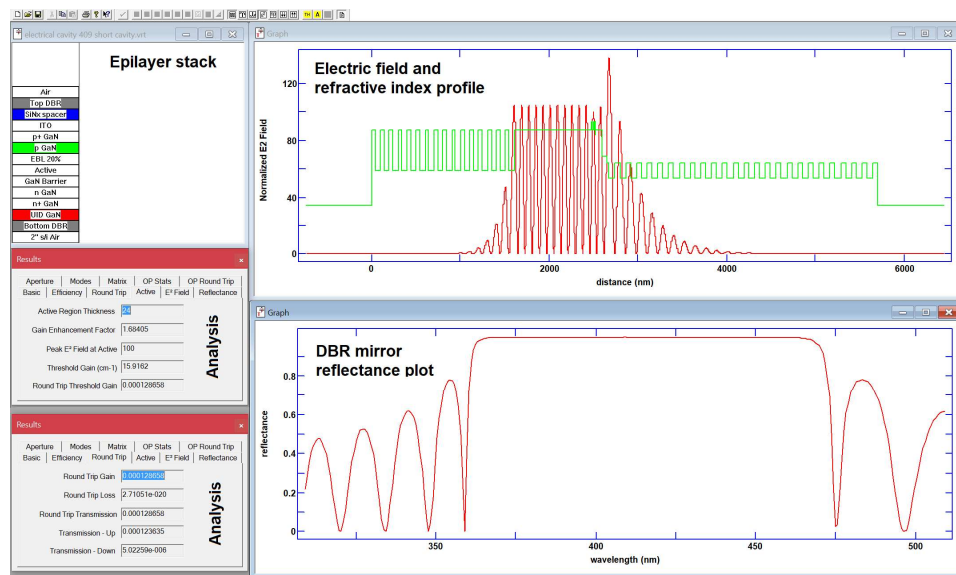 electrical cavity 409 short cavity.vrt
Epilayer stack
Air
Top DBR
SiNx spacer
ITO
p+ GaN
p GaN
EBL 20%
Active
GaN Barrier
n GaN
n+ GaN
UID GaN
Bottom DBR
2" s/i Air
Results
Aperture Modes Matrix OP Stats OP Round Trip
Basic Efficiency Round Trip Active E² Field Reflectance
Active Region Thickness 24
Gain Enhancement Factor 1.68405
Peak E² Field at Active 100
Threshold Gain (cm-1) 15.9162
Round Trip Threshold Gain 0.000128658
Analysis
Results
Aperture Modes Matrix OP Stats OP Round Trip
Basic Efficiency Round Trip Active E² Field Reflectance
Round Trip Gain 0.000128658
Round Trip Loss 2.71051e-020
Round Trip Transmission 0.000128658
Transmission - Up 0.000123635
Transmission - Down 5.02259e-006
Analysis
Graph
Electric field and
refractive index profile
Normalized E2 Field
120
80
40
0
0 2000 4000 6000
distance (nm)
Graph
DBR mirror
reflectance plot
reflectance
0.8
0.6
0.4
0.2
0
350 400 450 500
wavelength (nm)